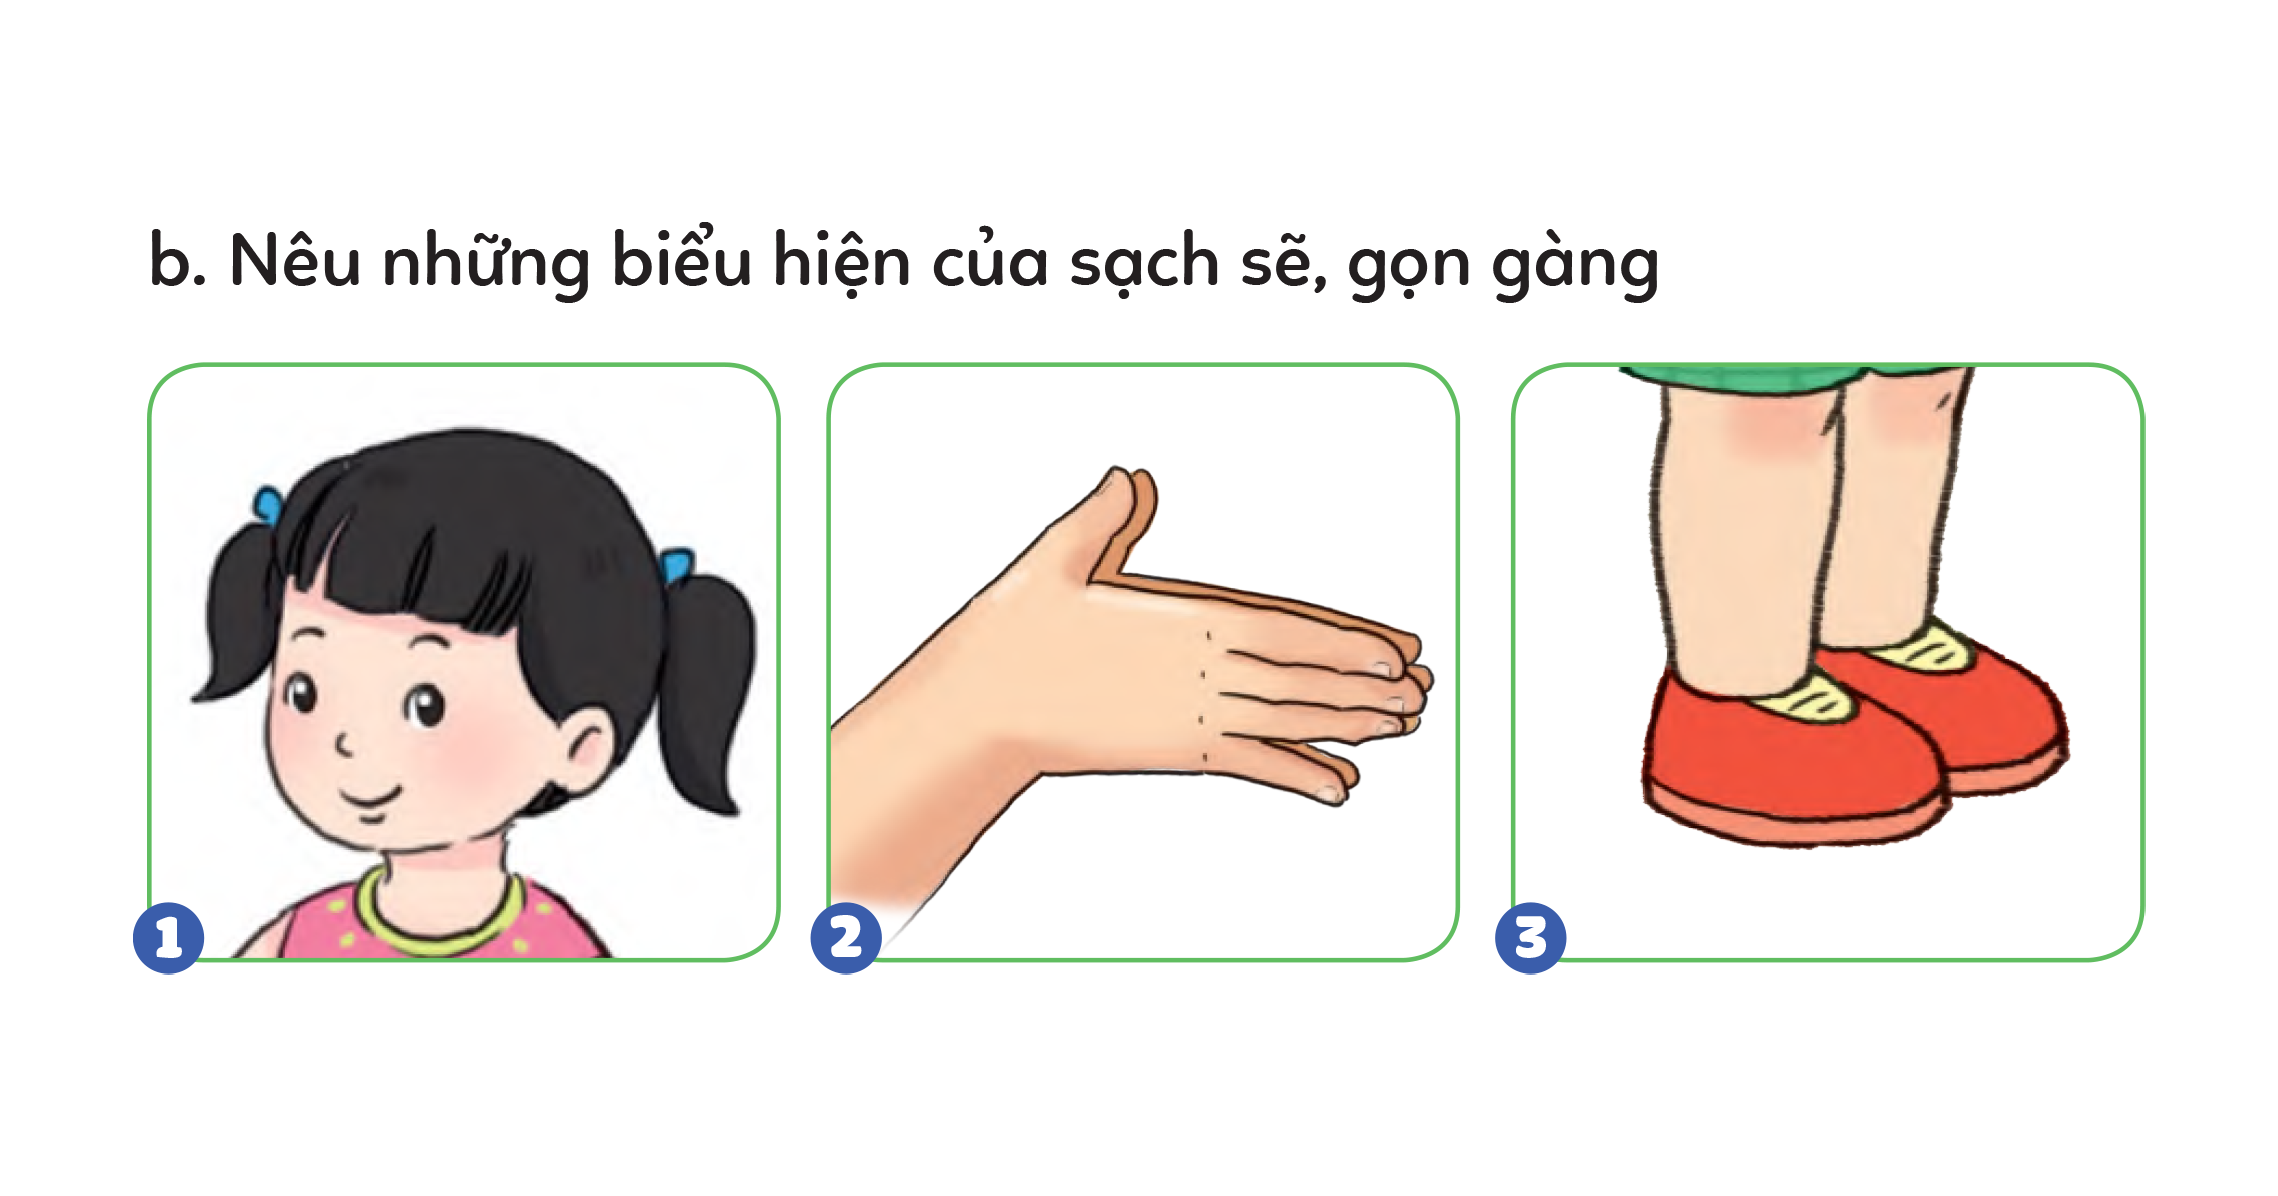 b. Nêu những biểu hiện của sạch sẽ, gọn gàng
1
2
3